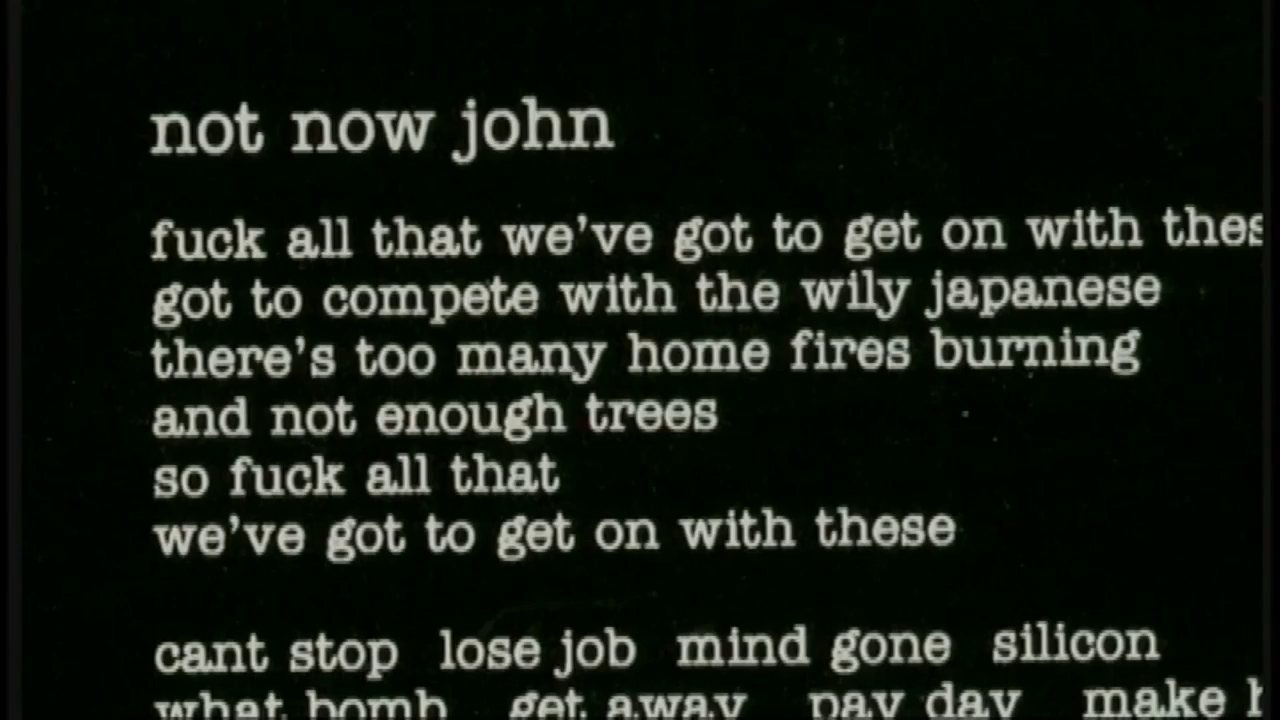 not now john
fuck all that we've got to get on with thes
got to compete with the wily japanese
there's too many home fires burning
and not enough trees
so fuck all that
we've got to get on with these
cant stop lose job mind gone silicon
what bomb get away pay day make